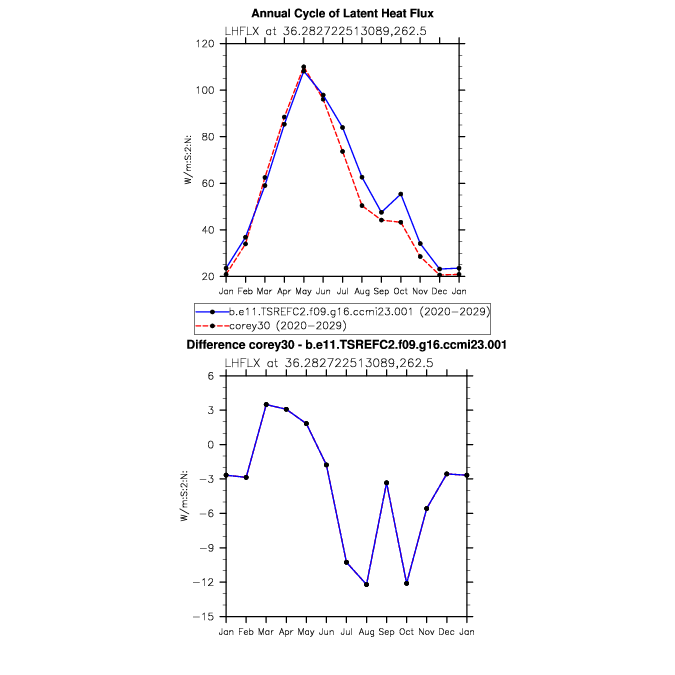 Annual Cycle of Latent Heat Flux
LHFLX at 36.282722513089,262.5
120
100
80
60
40
20
W/m:S:2:N:
Jan Feb Mar Apr May Jun Jul Aug Sep Oct Nov Dec Jan
b.e11.TSREFC2.f09.g16.ccmi23.001 (2020-2029)
corey30 (2020-2029)
Difference corey30 - b.e11.TSREFC2.f09.g16.ccmi23.001
LHFLX at 36.282722513089,262.5
6
3
0
-3
-6
-9
-12
-15
W/m:S:2:N:
Jan Feb Mar Apr May Jun Jul Aug Sep Oct Nov Dec Jan